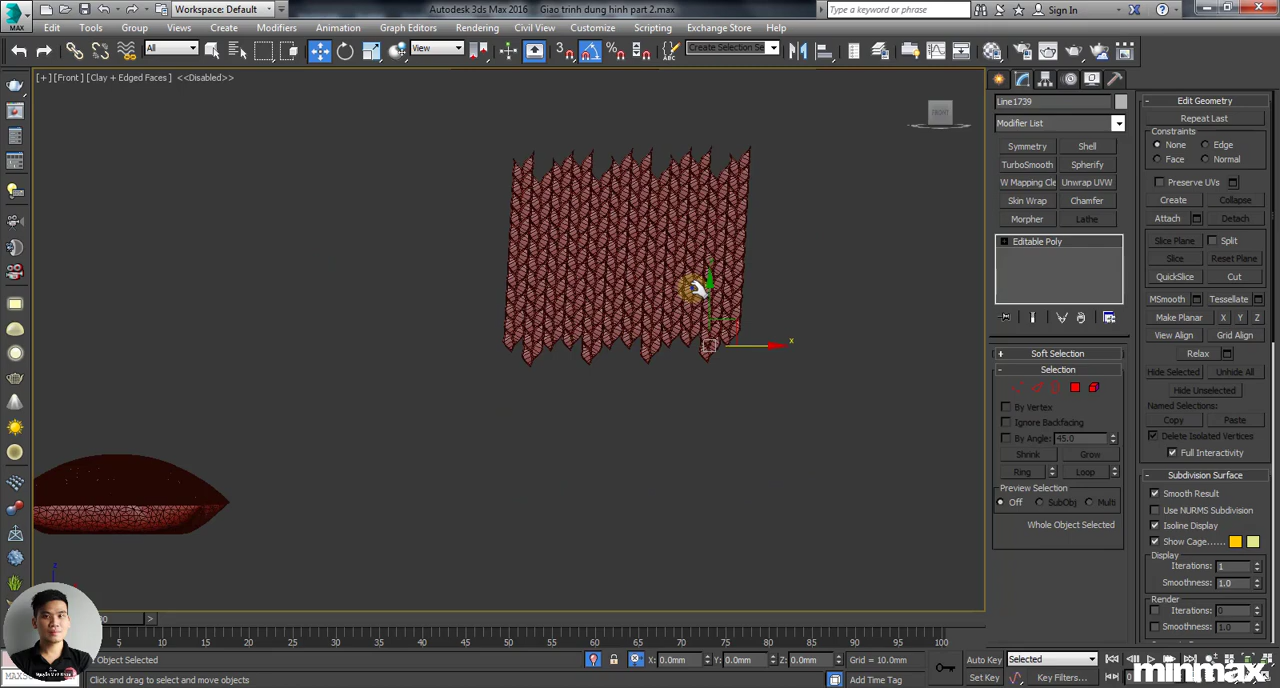 Workspace: Default
Autodesk 3ds Max 2016
Giao trinh dung hinh part 2.max
Type a keyword or phrase
Sign In
MAX
Edit
Tools
Group
Views
Create
Modifiers
Animation
Graph Editors
Rendering
Civil View
Customize
Scripting
Exchange Store
Help
All
View
Create Selection Se
[+] [Front] [Clay + Edged Faces] <<Disabled>>
FRONT
x
z
Line1739
Modifier List
Symmetry
Shell
TurboSmooth
Spherify
W Mapping Cle
Unwrap UVW
Skin Wrap
Chamfer
Morpher
Lathe
Editable Poly
Soft Selection
Selection
By Vertex
Ignore Backfacing
By Angle: 45.0
Shrink
Grow
Ring
Loop
Preview Selection
Off
SubObj
Multi
Whole Object Selected
Edit Geometry
Repeat Last
Constraints
None
Edge
Face
Normal
Preserve UVs
Create
Collapse
Attach
Detach
Slice Plane
Split
Slice
Reset Plane
QuickSlice
Cut
MSmooth
Tessellate
Make Planar
X
Y
Z
View Align
Grid Align
Relax
Hide Selected
Unhide All
Hide Unselected
Named Selections:
Copy
Paste
Delete Isolated Vertices
Full Interactivity
Subdivision Surface
Smooth Result
Use NURMS Subdivision
Isoline Display
Show Cage......
Display
Iterations: 1
Smoothness: 1.0
Render
Iterations: 0
Smoothness: 1.0
5 10 15 20 25 30 35 40 45 50 55 60 65 70 75 80 85 90 95 100
Object Selected
X: 0.0mm
Y: 0.0mm
Z: 0.0mm
Grid = 10.0mm
Auto Key
Selected
Click and drag to select and move objects
Add Time Tag
Set Key
Key Filters...
minmax